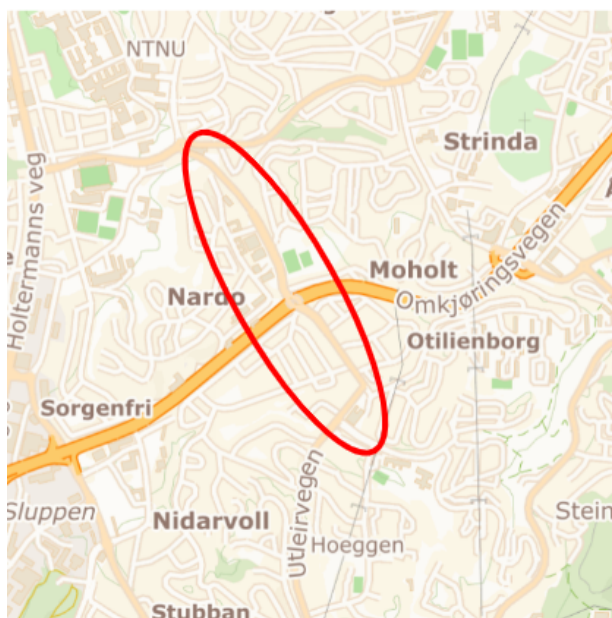 NTNU
Strinda
Holtermanns veg
Moholt
Omkjøringsvegen
Nardo
Otilienborg
Sorgenfri
Sluppen
Nidarvoll
Utleirvegen
Hoeggen
Stein
Stubban